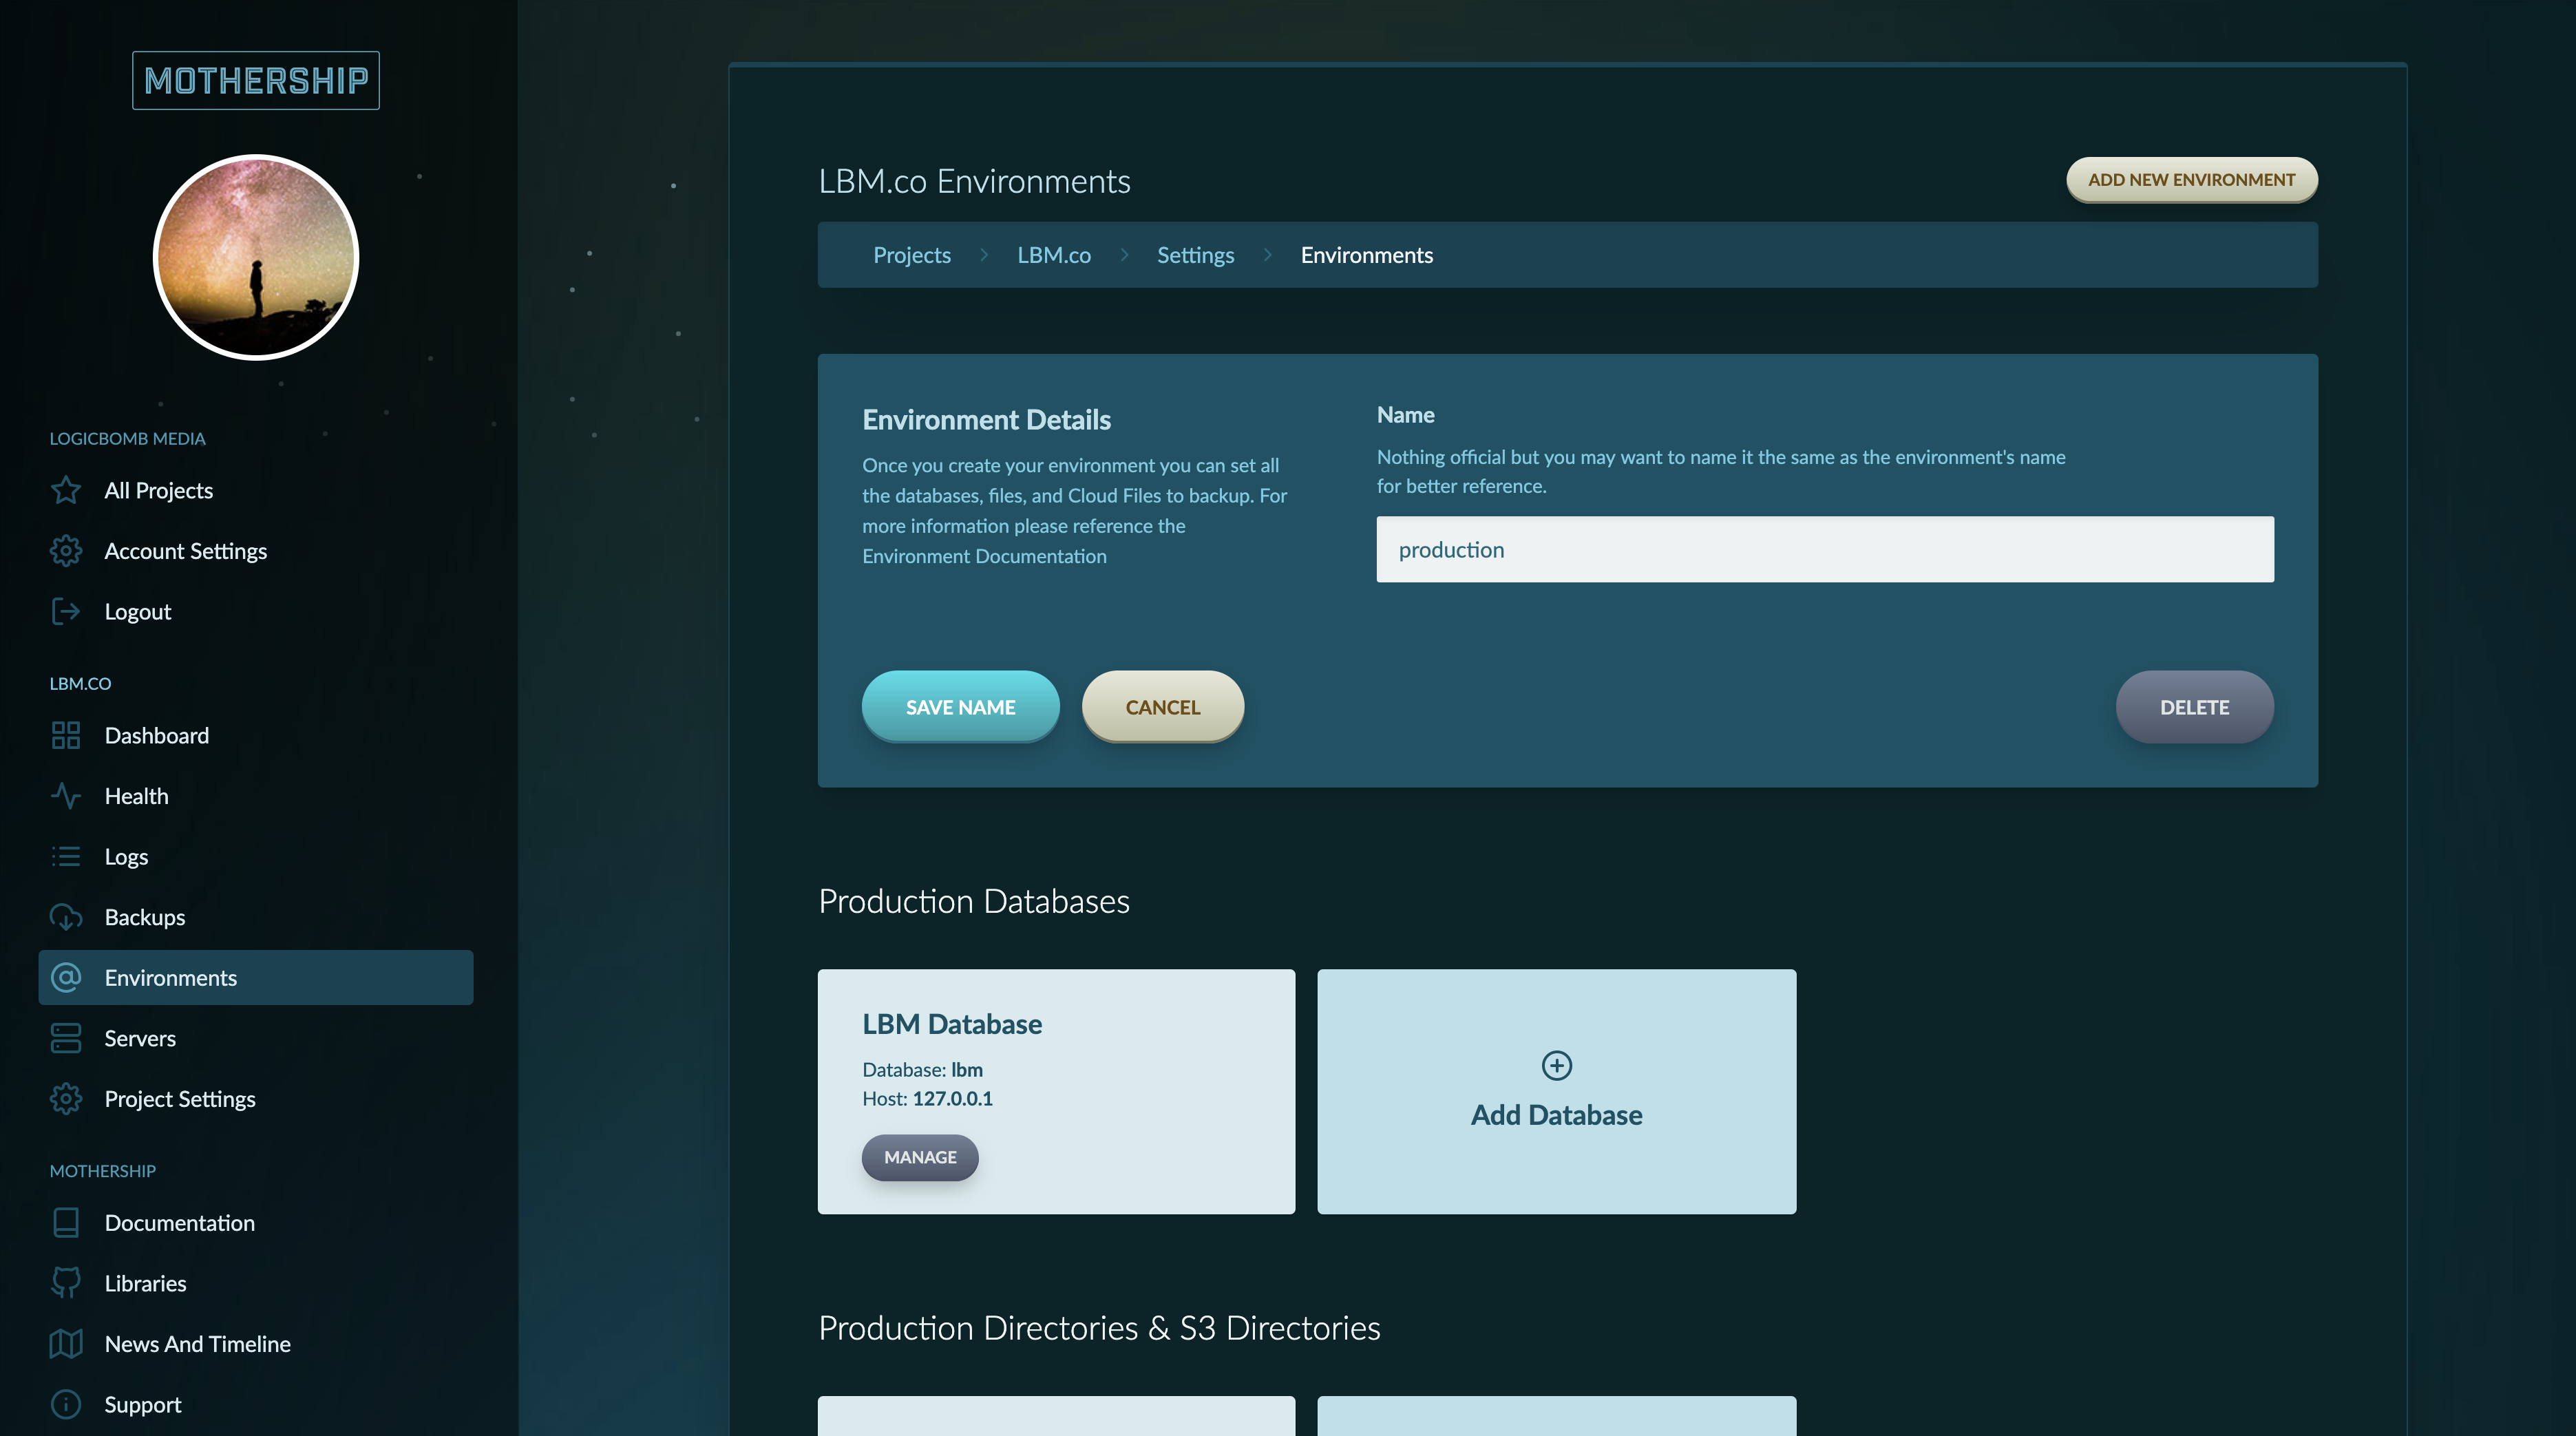 MOTHERSHIP
LOGICBOMB MEDIA
All Projects
Account Settings
Logout
LBM.CO
Dashboard
Health
Logs
Backups
Environments
Servers
Project Settings
MOTHERSHIP
Documentation
Libraries
News And Timeline
Support
LBM.co Environments
ADD NEW ENVIRONMENT
Projects > LBM.co > Settings > Environments
Environment Details
Once you create your environment you can set all
the databases, files, and Cloud Files to backup. For
more information please reference the
Environment Documentation
Name
Nothing official but you may want to name it the same as the environment's name
for better reference.
production
SAVE NAME
CANCEL
DELETE
Production Databases
LBM Database
Database: lbm
Host: 127.0.0.1
MANAGE
Add Database
Production Directories & S3 Directories